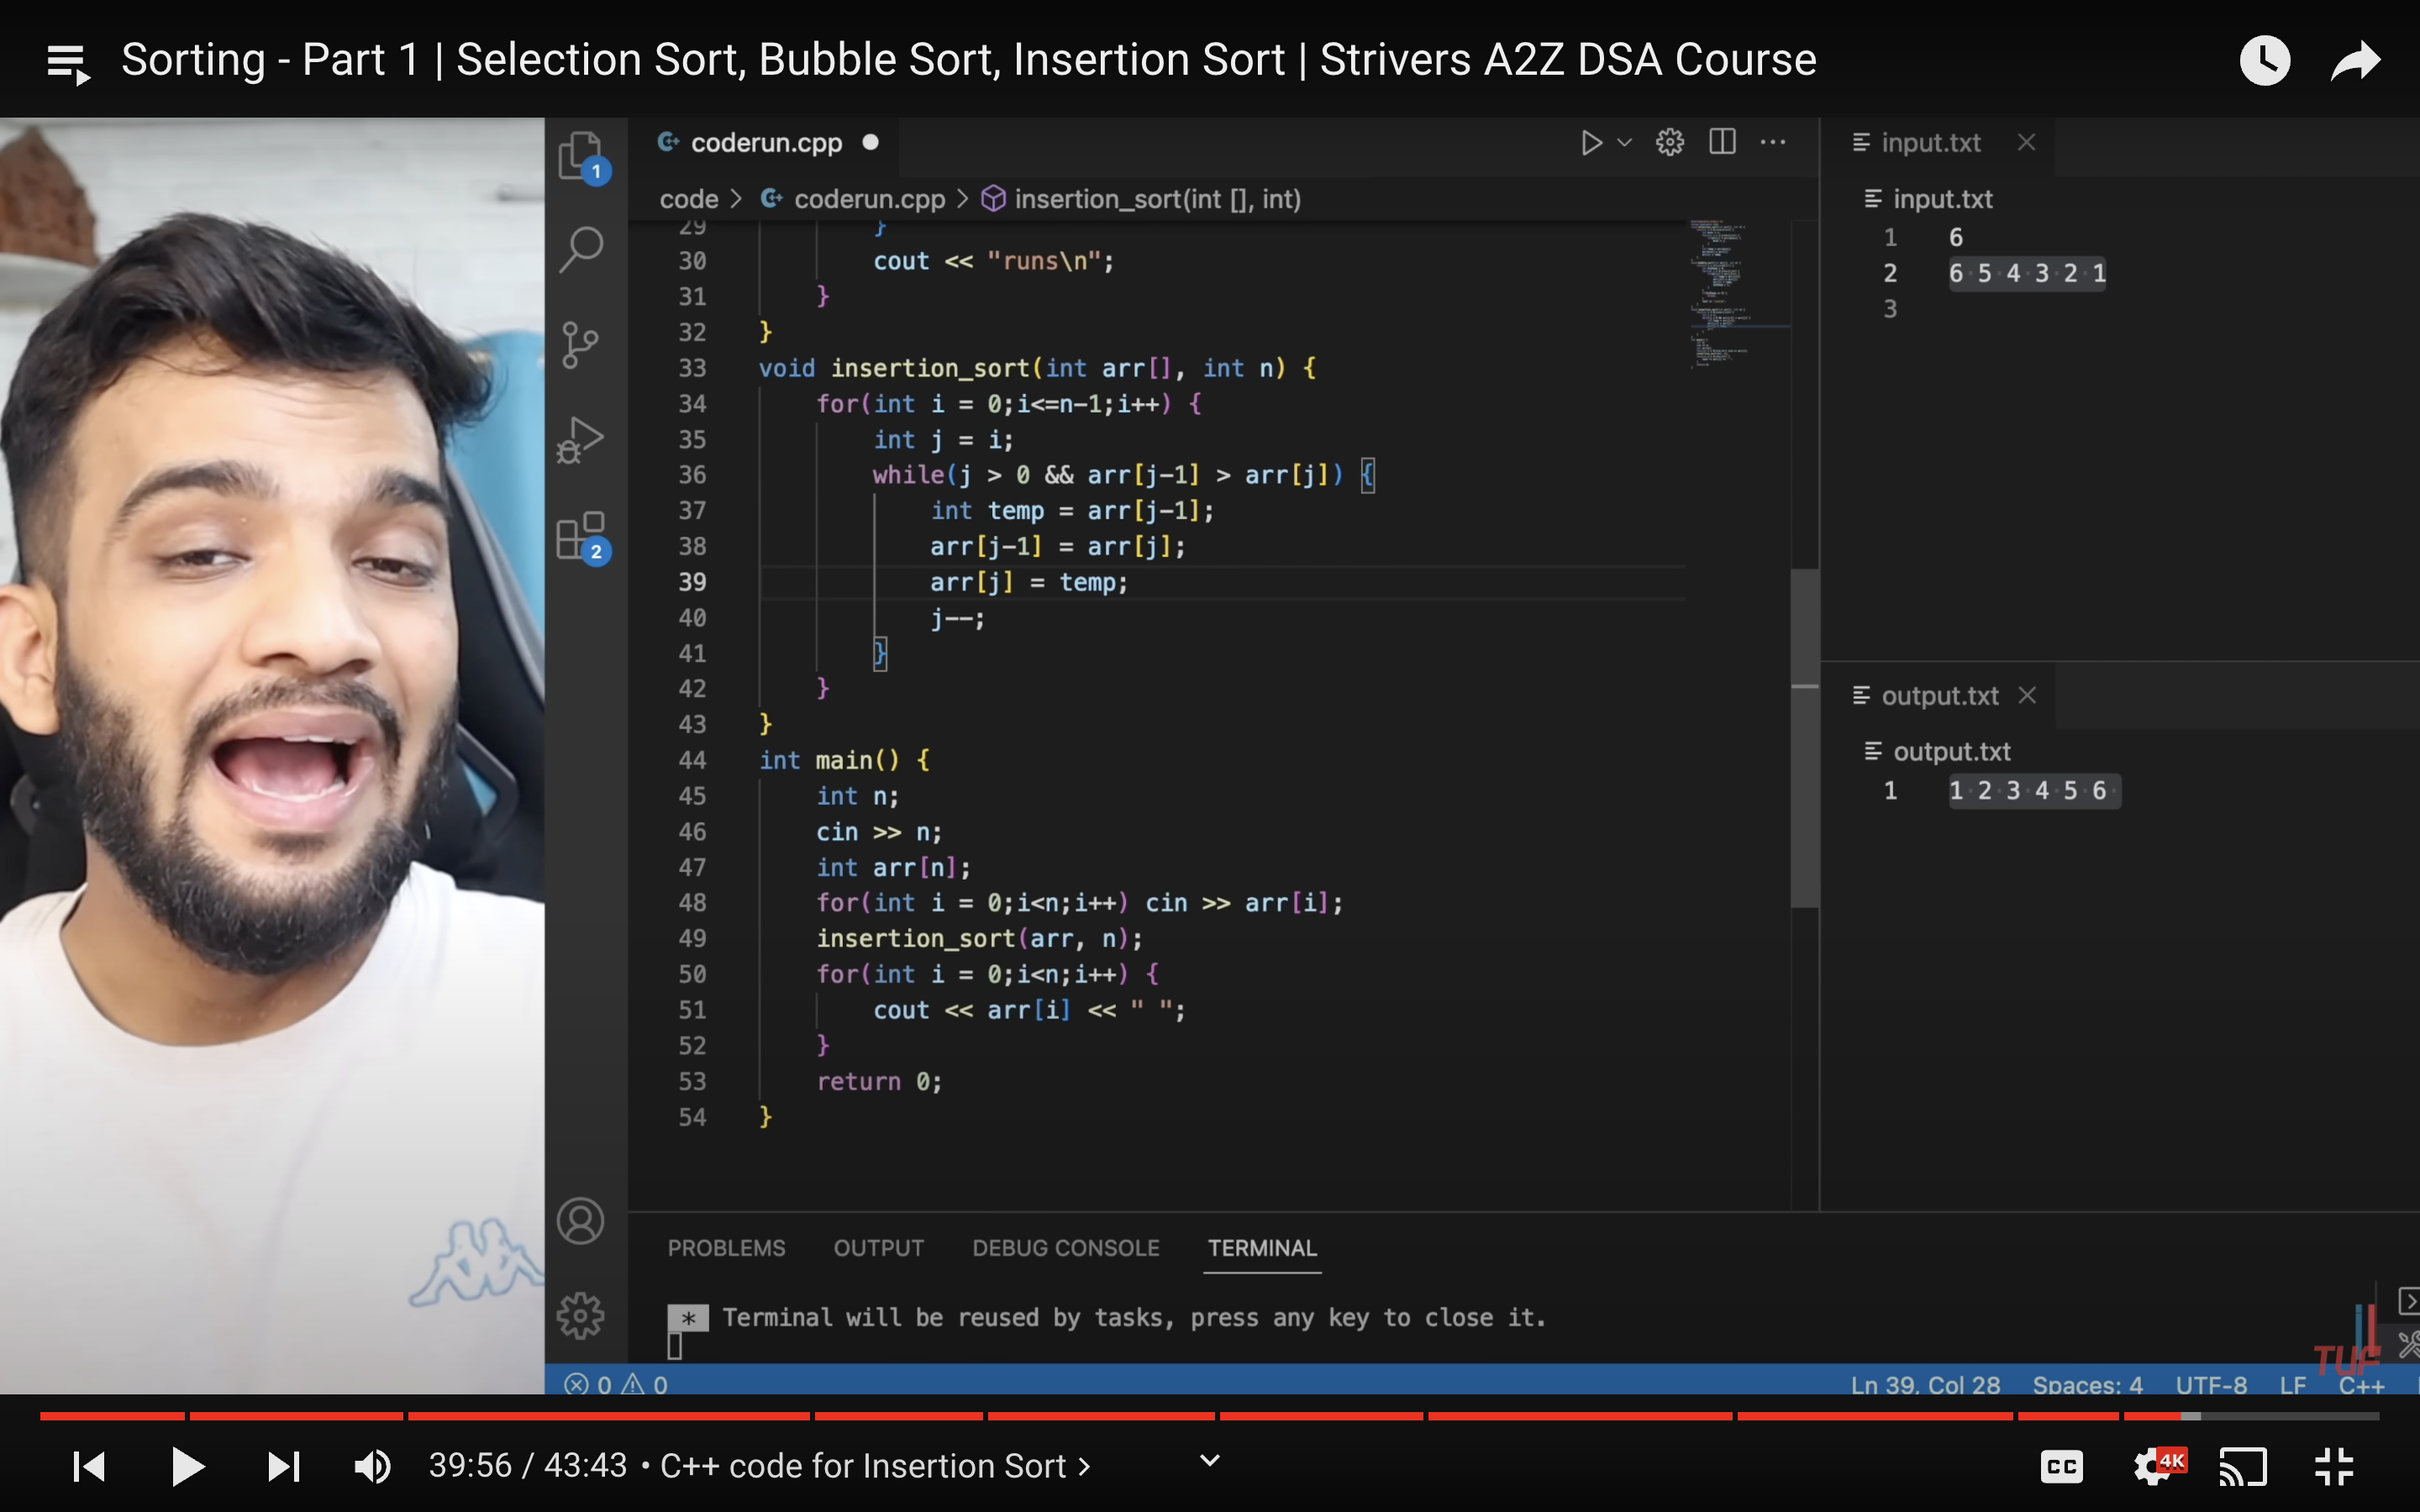 Sorting - Part 1 | Selection Sort, Bubble Sort, Insertion Sort | Strivers A2Z DSA Course
1
2
coderun.cpp
code > coderun.cpp > insertion_sort(int [], int)
29 }
30 cout << "runs\n";
31 }
32 }
33 void insertion_sort(int arr[], int n) {
34 for(int i = 0;i<=n-1;i++) {
35 int j = i;
36 while(j > 0 && arr[j-1] > arr[j]) {
37 int temp = arr[j-1];
38 arr[j-1] = arr[j];
39 arr[j] = temp;
40 j--;
41 }
42 }
43 }
44 int main() {
45 int n;
46 cin >> n;
47 int arr[n];
48 for(int i = 0;i<n;i++) cin >> arr[i];
49 insertion_sort(arr, n);
50 for(int i = 0;i<n;i++) {
51 cout << arr[i] << " ";
52 }
53 return 0;
54 }
input.txt
input.txt
1 6
2 6 5 4 3 2 1
3
output.txt
output.txt
1 1 2 3 4 5 6
PROBLEMS OUTPUT DEBUG CONSOLE TERMINAL
* Terminal will be reused by tasks, press any key to close it.
TUF
0 0 Ln 39, Col 28 Spaces: 4 UTF-8 LF C++
39:56 / 43:43 • C++ code for Insertion Sort >
CC 4K